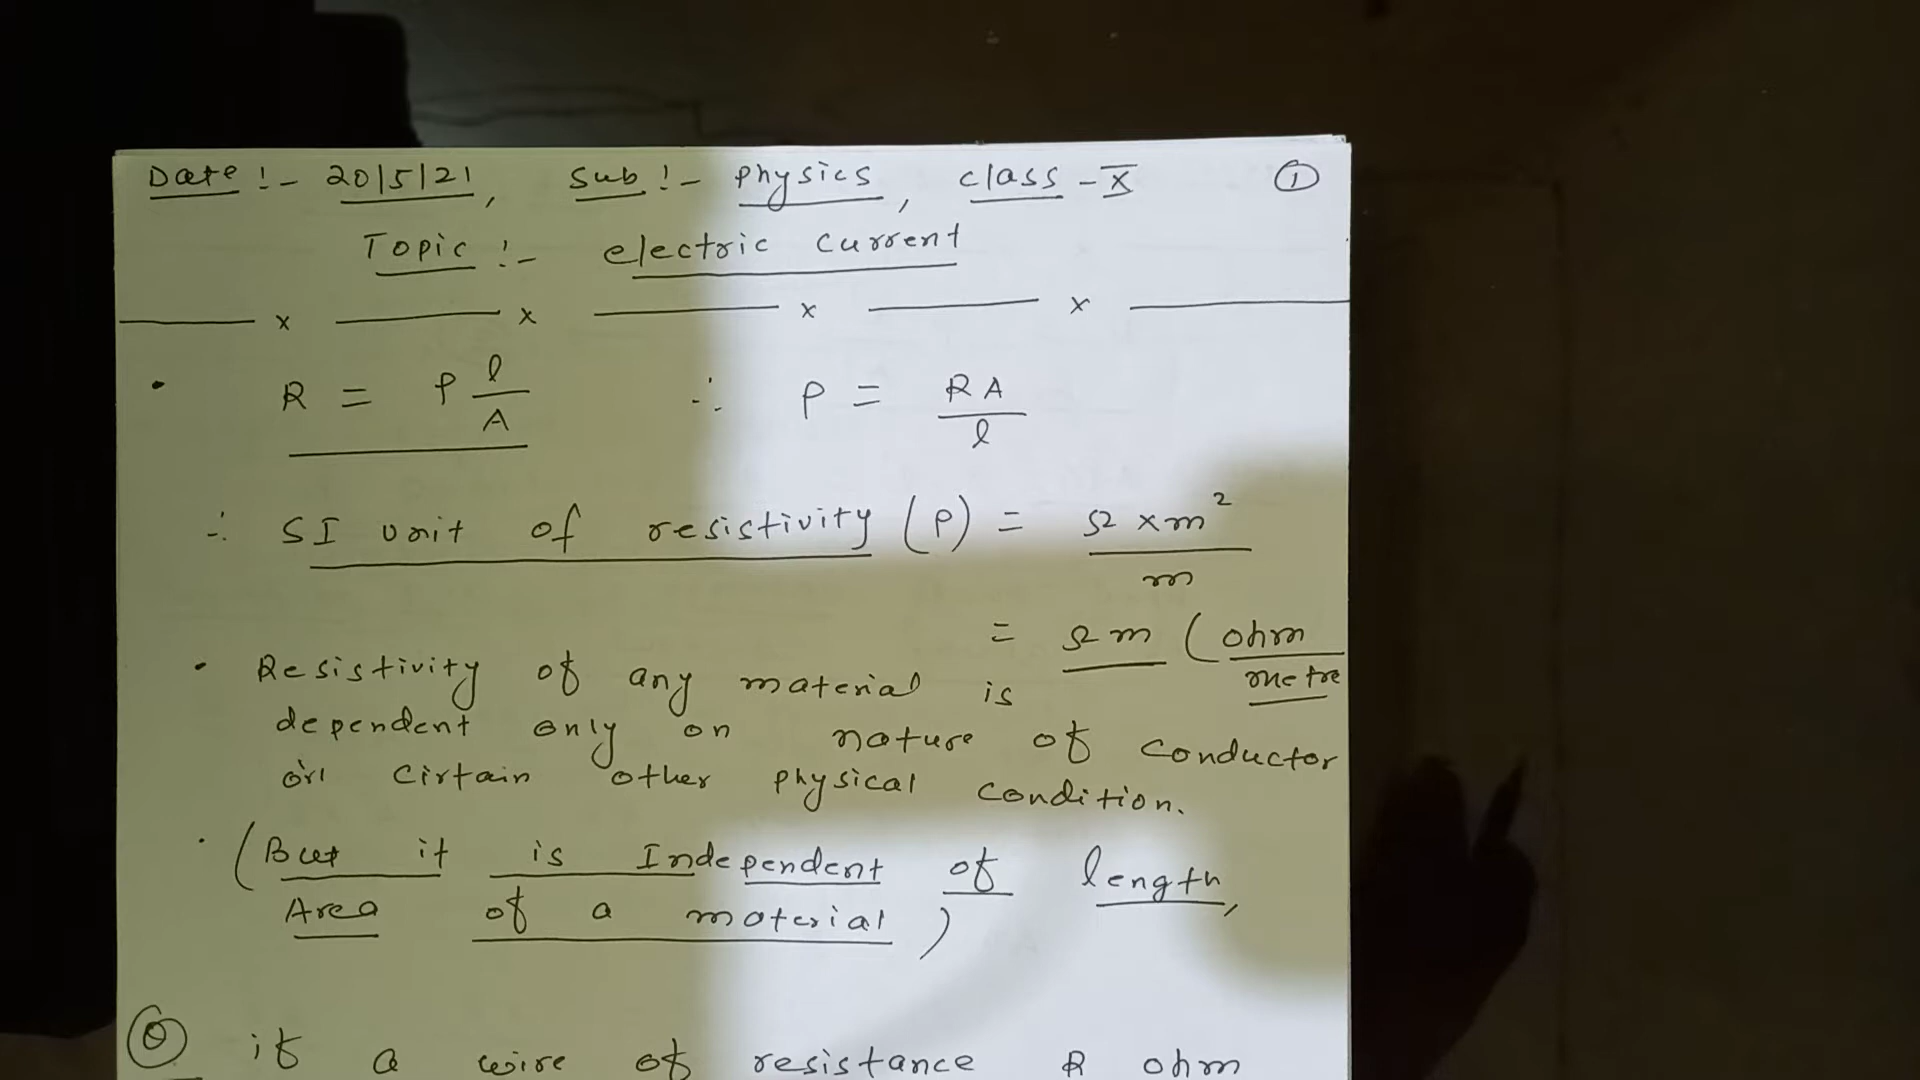 Date :- 20/5/21, Sub :- Physics, class - X ①
Topic :- electric current
x x x x
• R = ρ l/A ∴ ρ = RA/l
∴ SI unit of resistivity (ρ) = Ω x m²/m
= Ω m (ohm metre
• Resistivity of any material is
dependent only on nature of conductor
or cirtain other physical condition.
• (But it is Independent of length,
Area of a material)
Q if a wire of resistance R ohm